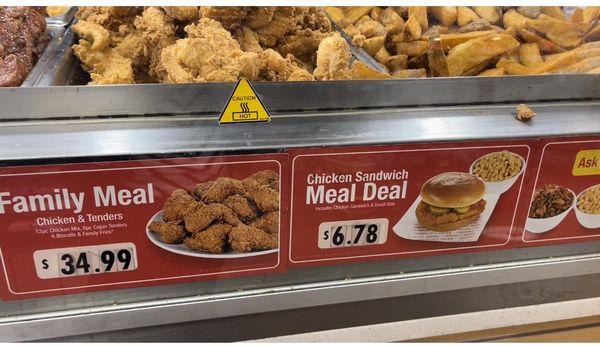 CAUTION
HOT
Family Meal
Chicken & Tenders
12pc Chicken Mix, 6pc Cajun Tenders
6 Biscuits & Family Fries
$34.99
Chicken Sandwich
Meal Deal
Includes Chicken Sandwich & Small Side
$6.78
Ask